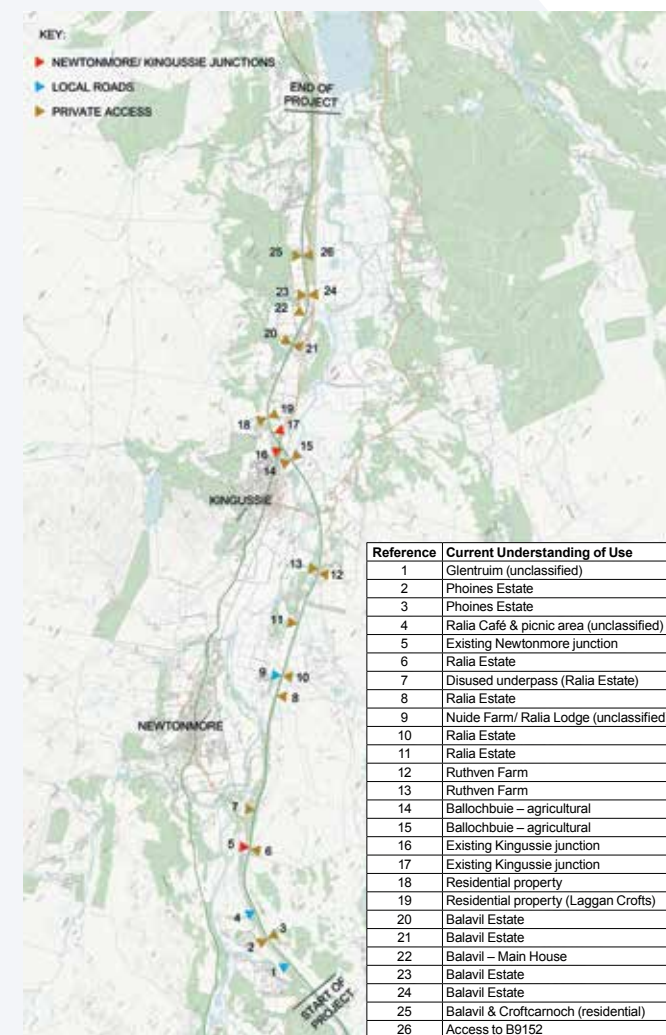 KEY:
NEWTONMORE/ KINGUSSIE JUNCTIONS
LOCAL ROADS
PRIVATE ACCESS
END OF
PROJECT
25 26
23 24
22
20
21
19
18 17
16 15
14
KINGUSSIE
13
12
11
9 10
8
NEWTONMORE
7
5 6
4
3
2
1
START OF
PROJECT
Reference Current Understanding of Use
1 Glentruim (unclassified)
2 Phoines Estate
3 Phoines Estate
4 Ralia Café & picnic area (unclassified)
5 Existing Newtonmore junction
6 Ralia Estate
7 Disused underpass (Ralia Estate)
8 Ralia Estate
9 Nuide Farm/ Ralia Lodge (unclassified
10 Ralia Estate
11 Ralia Estate
12 Ruthven Farm
13 Ruthven Farm
14 Ballochbuie – agricultural
15 Ballochbuie – agricultural
16 Existing Kingussie junction
17 Existing Kingussie junction
18 Residential property
19 Residential property (Laggan Crofts)
20 Balavil Estate
21 Balavil Estate
22 Balavil – Main House
23 Balavil Estate
24 Balavil Estate
25 Balavil & Croftcarnoch (residential)
26 Access to B9152